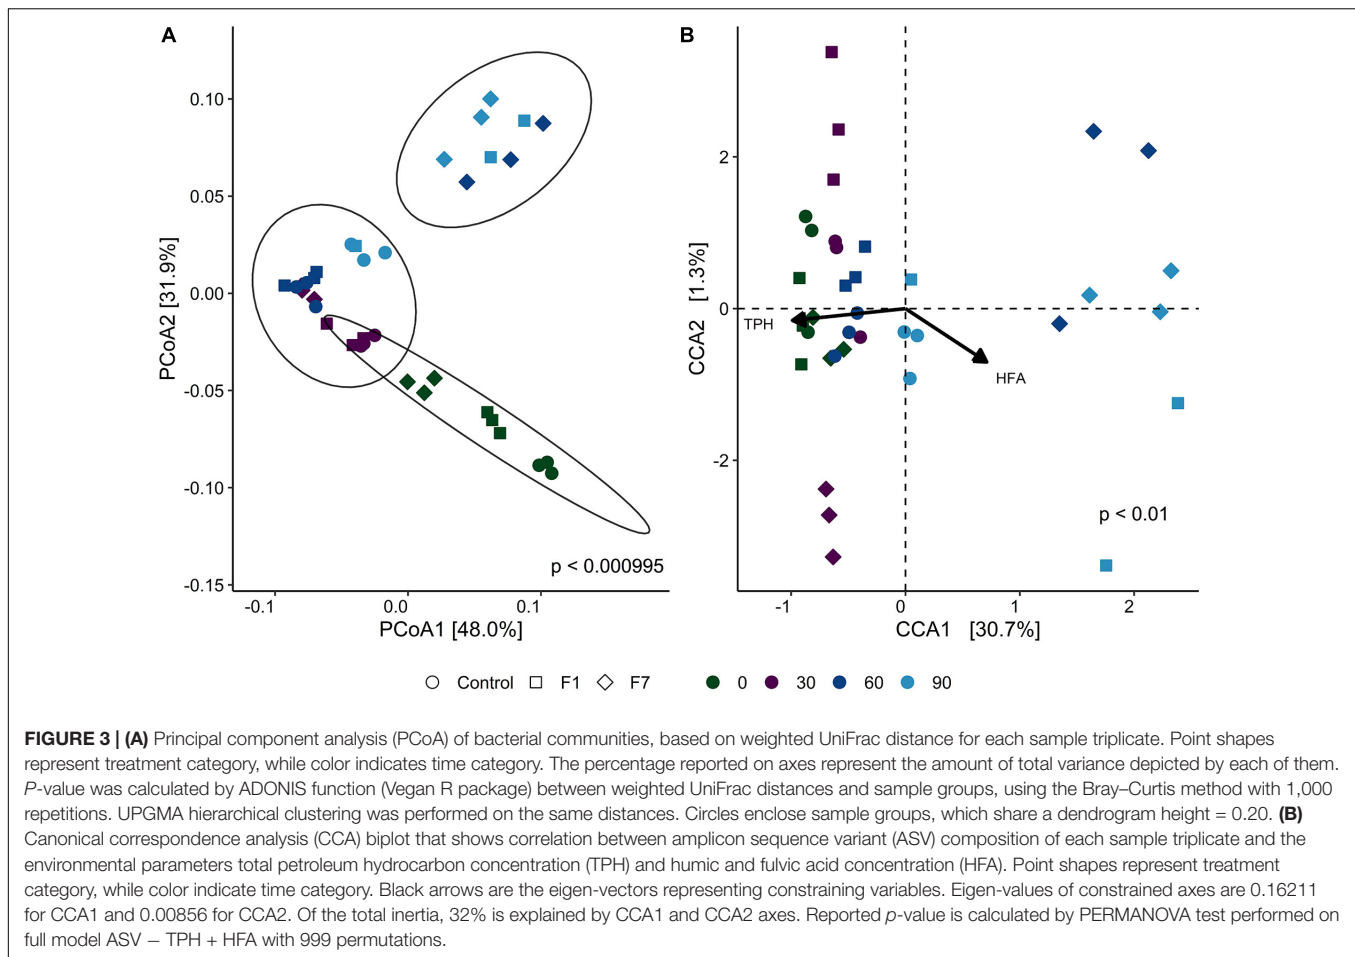 A
B
0.10
0.05
0.00
-0.05
-0.10
-0.15
PCoA2 [31.9%]
-0.1
0.0
0.1
PCoA1 [48.0%]
p < 0.000995
2
0
-2
CCA2 [1.3%]
TPH
HFA
p < 0.01
-1
0
1
2
CCA1 [30.7%]
Control F1 F7 0 30 60 90
FIGURE 3 | (A) Principal component analysis (PCoA) of bacterial communities, based on weighted UniFrac distance for each sample triplicate. Point shapes
represent treatment category, while color indicates time category. The percentage reported on axes represent the amount of total variance depicted by each of them.
P-value was calculated by ADONIS function (Vegan R package) between weighted UniFrac distances and sample groups, using the Bray–Curtis method with 1,000
repetitions. UPGMA hierarchical clustering was performed on the same distances. Circles enclose sample groups, which share a dendrogram height = 0.20. (B)
Canonical correspondence analysis (CCA) biplot that shows correlation between amplicon sequence variant (ASV) composition of each sample triplicate and the
environmental parameters total petroleum hydrocarbon concentration (TPH) and humic and fulvic acid concentration (HFA). Point shapes represent treatment
category, while color indicate time category. Black arrows are the eigen-vectors representing constraining variables. Eigen-values of constrained axes are 0.16211
for CCA1 and 0.00856 for CCA2. Of the total inertia, 32% is explained by CCA1 and CCA2 axes. Reported p-value is calculated by PERMANOVA test performed on
full model ASV − TPH + HFA with 999 permutations.